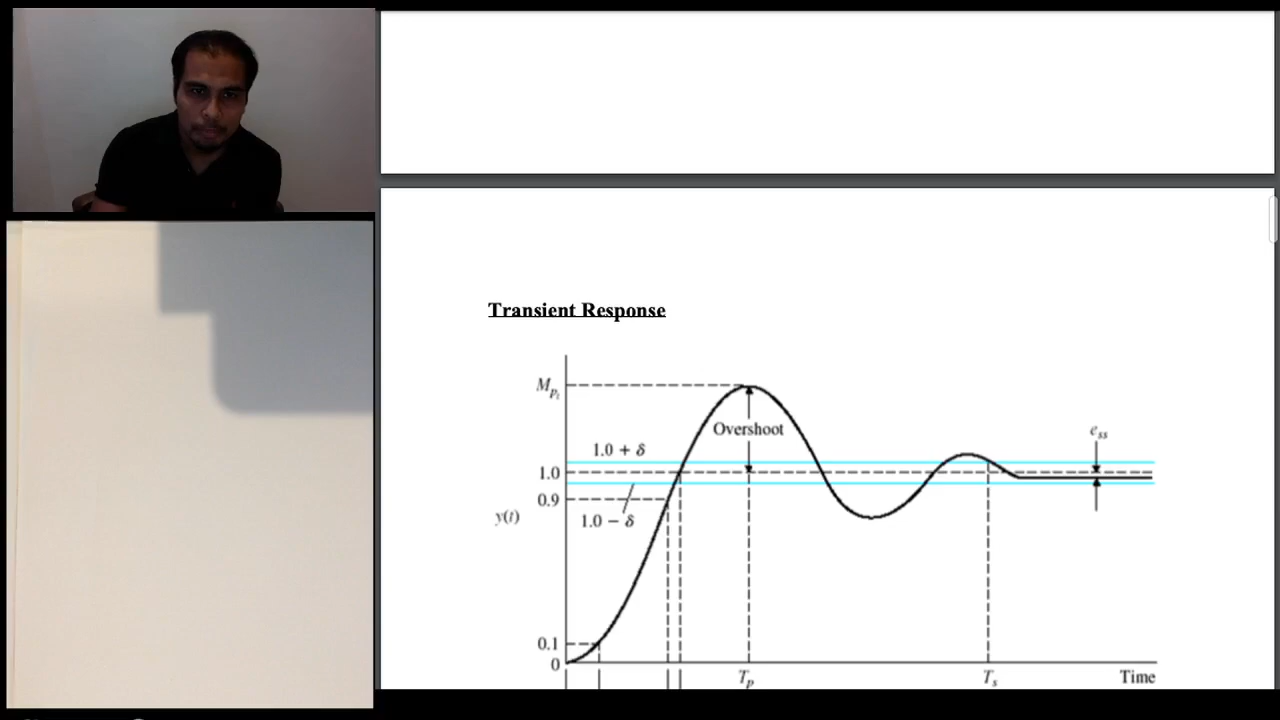 Transient Response
M_{p_t}
Overshoot
e_{ss}
1.0 + δ
1.0
0.9
1.0 − δ
y(t)
0.1
0
T_p
T_s
Time